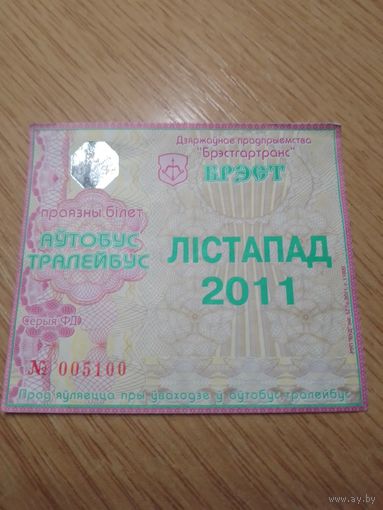 Дзяржаўнае прадпрыемства
"Брэстгартранс"
БРЭСТ
праязны білет
АЎТОБУС
ТРАЛЕЙБУС
ЛІСТАПАД
2011
Серыя ФД
№ 005100
Прад'яўляецца пры ўваходзе ў аўтобус тралейбус
www.ay.by